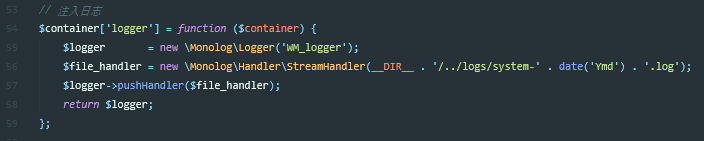 53 // 注入日志
54 $container['logger'] = function ($container) {
55 $logger = new \Monolog\Logger('WM_logger');
56 $file_handler = new \Monolog\Handler\StreamHandler(__DIR__ . '/../logs/system-' . date('Ymd') . '.log');
57 $logger->pushHandler($file_handler);
58 return $logger;
59 };